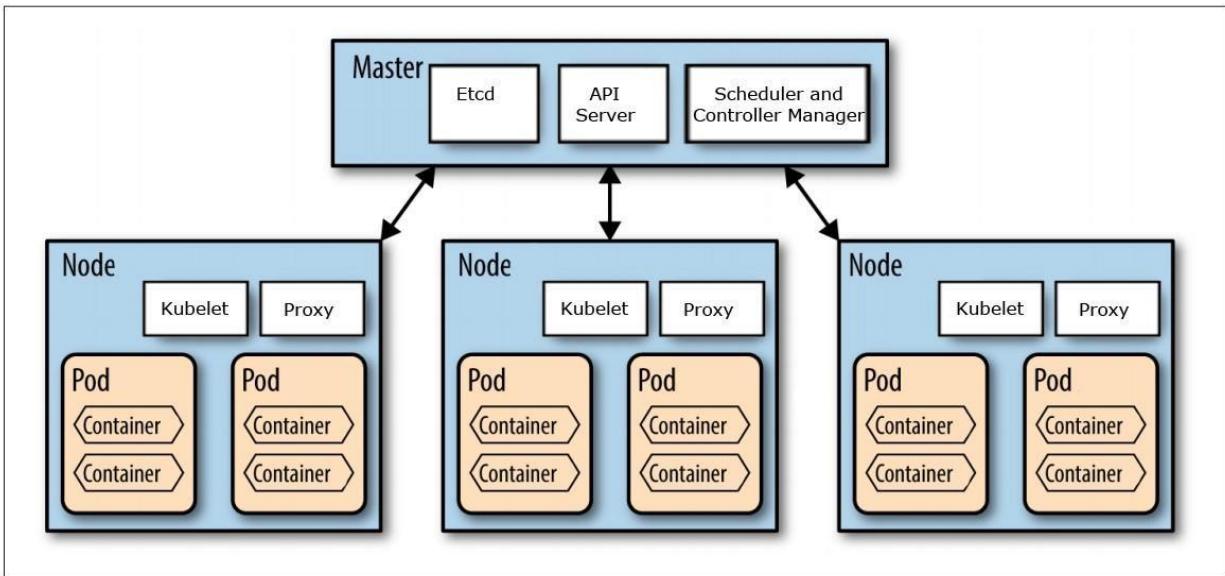 Master
Etcd
API
Server
Scheduler and
Controller Manager
Node
Kubelet
Proxy
Pod
Container
Container
Pod
Container
Container
Node
Kubelet
Proxy
Pod
Container
Container
Pod
Container
Container
Node
Kubelet
Proxy
Pod
Container
Container
Pod
Container
Container